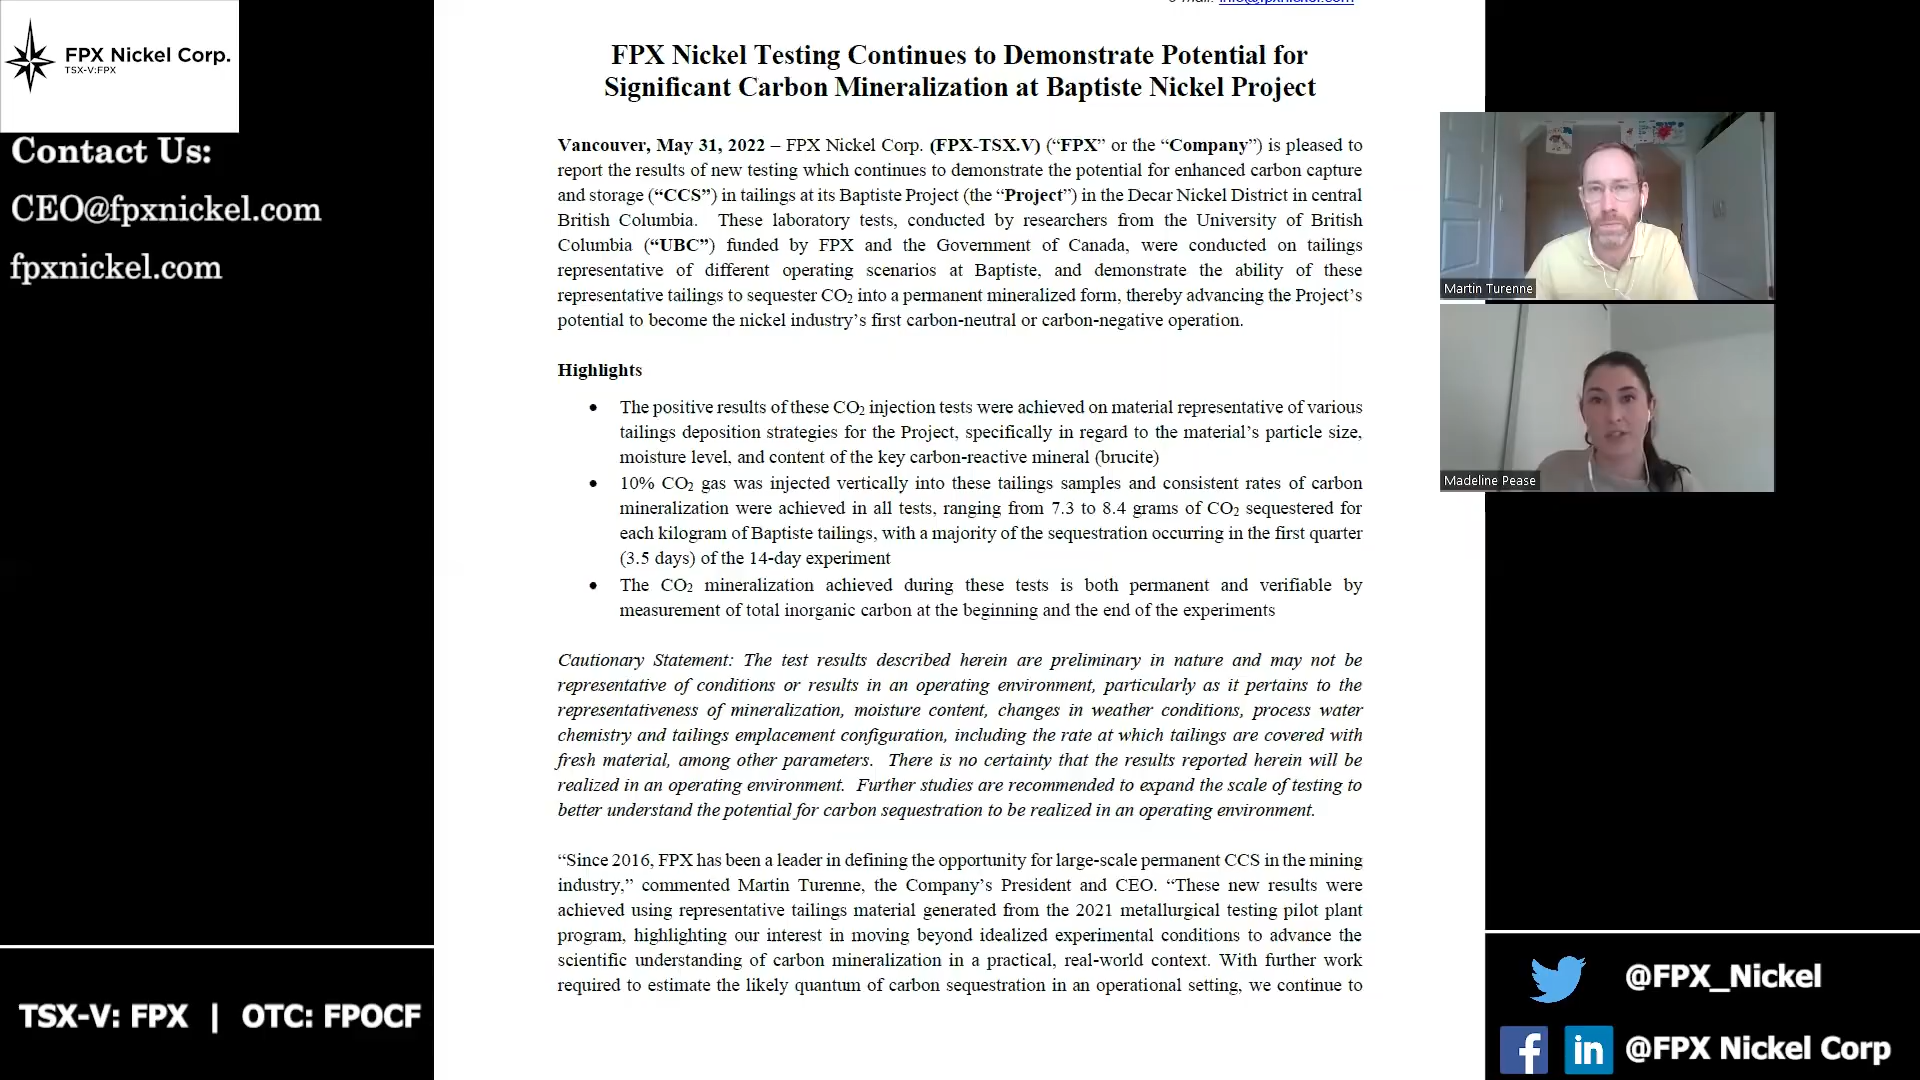 e-mail: info@fpxnickel.com
FPX Nickel Corp.
TSX-V:FPX
Contact Us:
CEO@fpxnickel.com
fpxnickel.com
FPX Nickel Testing Continues to Demonstrate Potential for
Significant Carbon Mineralization at Baptiste Nickel Project
Vancouver, May 31, 2022 – FPX Nickel Corp. (FPX-TSX.V) (“FPX” or the “Company”) is pleased to
report the results of new testing which continues to demonstrate the potential for enhanced carbon capture
and storage (“CCS”) in tailings at its Baptiste Project (the “Project”) in the Decar Nickel District in central
British Columbia. These laboratory tests, conducted by researchers from the University of British
Columbia (“UBC”) funded by FPX and the Government of Canada, were conducted on tailings
representative of different operating scenarios at Baptiste, and demonstrate the ability of these
representative tailings to sequester CO₂ into a permanent mineralized form, thereby advancing the Project’s
potential to become the nickel industry’s first carbon-neutral or carbon-negative operation.
Highlights
• The positive results of these CO₂ injection tests were achieved on material representative of various
tailings deposition strategies for the Project, specifically in regard to the material’s particle size,
moisture level, and content of the key carbon-reactive mineral (brucite)
• 10% CO₂ gas was injected vertically into these tailings samples and consistent rates of carbon
mineralization were achieved in all tests, ranging from 7.3 to 8.4 grams of CO₂ sequestered for
each kilogram of Baptiste tailings, with a majority of the sequestration occurring in the first quarter
(3.5 days) of the 14-day experiment
• The CO₂ mineralization achieved during these tests is both permanent and verifiable by
measurement of total inorganic carbon at the beginning and the end of the experiments
Cautionary Statement: The test results described herein are preliminary in nature and may not be
representative of conditions or results in an operating environment, particularly as it pertains to the
representativeness of mineralization, moisture content, changes in weather conditions, process water
chemistry and tailings emplacement configuration, including the rate at which tailings are covered with
fresh material, among other parameters. There is no certainty that the results reported herein will be
realized in an operating environment. Further studies are recommended to expand the scale of testing to
better understand the potential for carbon sequestration to be realized in an operating environment.
“Since 2016, FPX has been a leader in defining the opportunity for large-scale permanent CCS in the mining
industry,” commented Martin Turenne, the Company’s President and CEO. “These new results were
achieved using representative tailings material generated from the 2021 metallurgical testing pilot plant
program, highlighting our interest in moving beyond idealized experimental conditions to advance the
scientific understanding of carbon mineralization in a practical, real-world context. With further work
required to estimate the likely quantum of carbon sequestration in an operational setting, we continue to
Martin Turenne
Madeline Pease
TSX-V: FPX | OTC: FPOCF
@FPX_Nickel
@FPX Nickel Corp